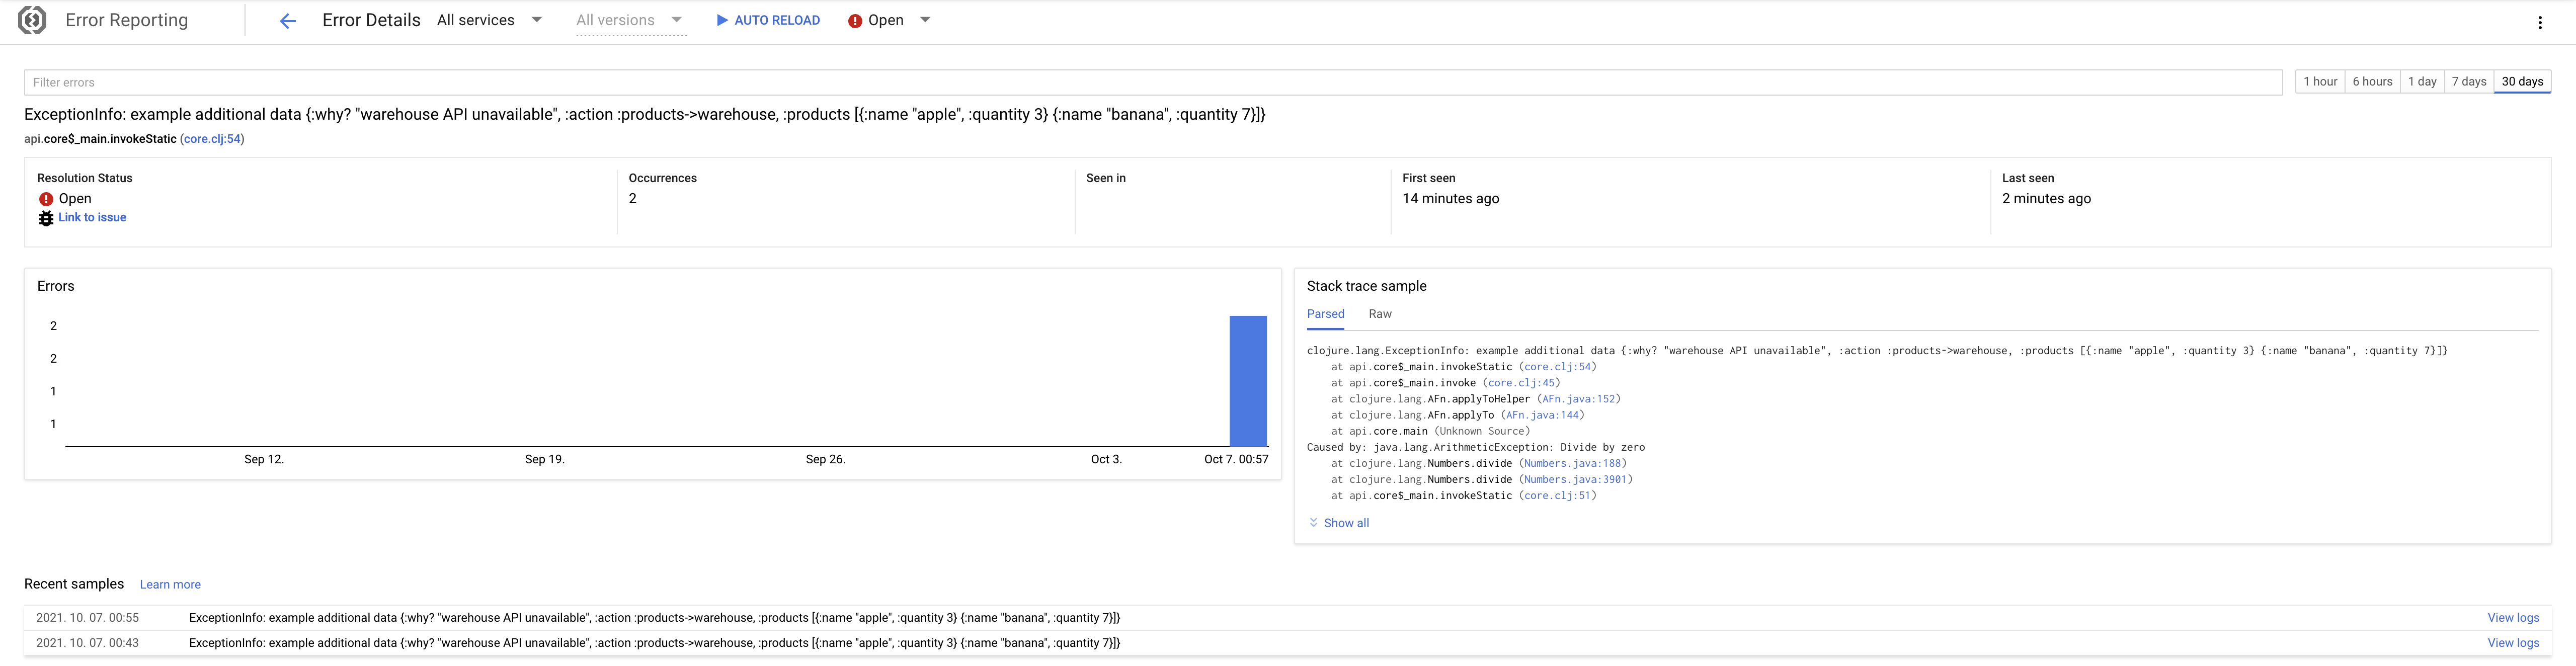 Error Reporting
Error Details
All services
All versions
AUTO RELOAD
Open
Filter errors
1 hour
6 hours
1 day
7 days
30 days
ExceptionInfo: example additional data {:why? "warehouse API unavailable", :action :products->warehouse, :products [{:name "apple", :quantity 3} {:name "banana", :quantity 7}]}
api.core$_main.invokeStatic (core.clj:54)
Resolution Status
Open
Link to issue
Occurrences
2
Seen in
First seen
14 minutes ago
Last seen
2 minutes ago
Errors
2
2
1
1
Sep 12.
Sep 19.
Sep 26.
Oct 3.
Oct 7. 00:57
Stack trace sample
Parsed
Raw
clojure.lang.ExceptionInfo: example additional data {:why? "warehouse API unavailable", :action :products->warehouse, :products [{:name "apple", :quantity 3} {:name "banana", :quantity 7}]}
at api.core$_main.invokeStatic (core.clj:54)
at api.core$_main.invoke (core.clj:45)
at clojure.lang.AFn.applyToHelper (AFn.java:152)
at clojure.lang.AFn.applyTo (AFn.java:144)
at api.core.main (Unknown Source)
Caused by: java.lang.ArithmeticException: Divide by zero
at clojure.lang.Numbers.divide (Numbers.java:188)
at clojure.lang.Numbers.divide (Numbers.java:3901)
at api.core$_main.invokeStatic (core.clj:51)
Show all
Recent samples
Learn more
2021. 10. 07. 00:55 ExceptionInfo: example additional data {:why? "warehouse API unavailable", :action :products->warehouse, :products [{:name "apple", :quantity 3} {:name "banana", :quantity 7}]} View logs
2021. 10. 07. 00:43 ExceptionInfo: example additional data {:why? "warehouse API unavailable", :action :products->warehouse, :products [{:name "apple", :quantity 3} {:name "banana", :quantity 7}]} View logs